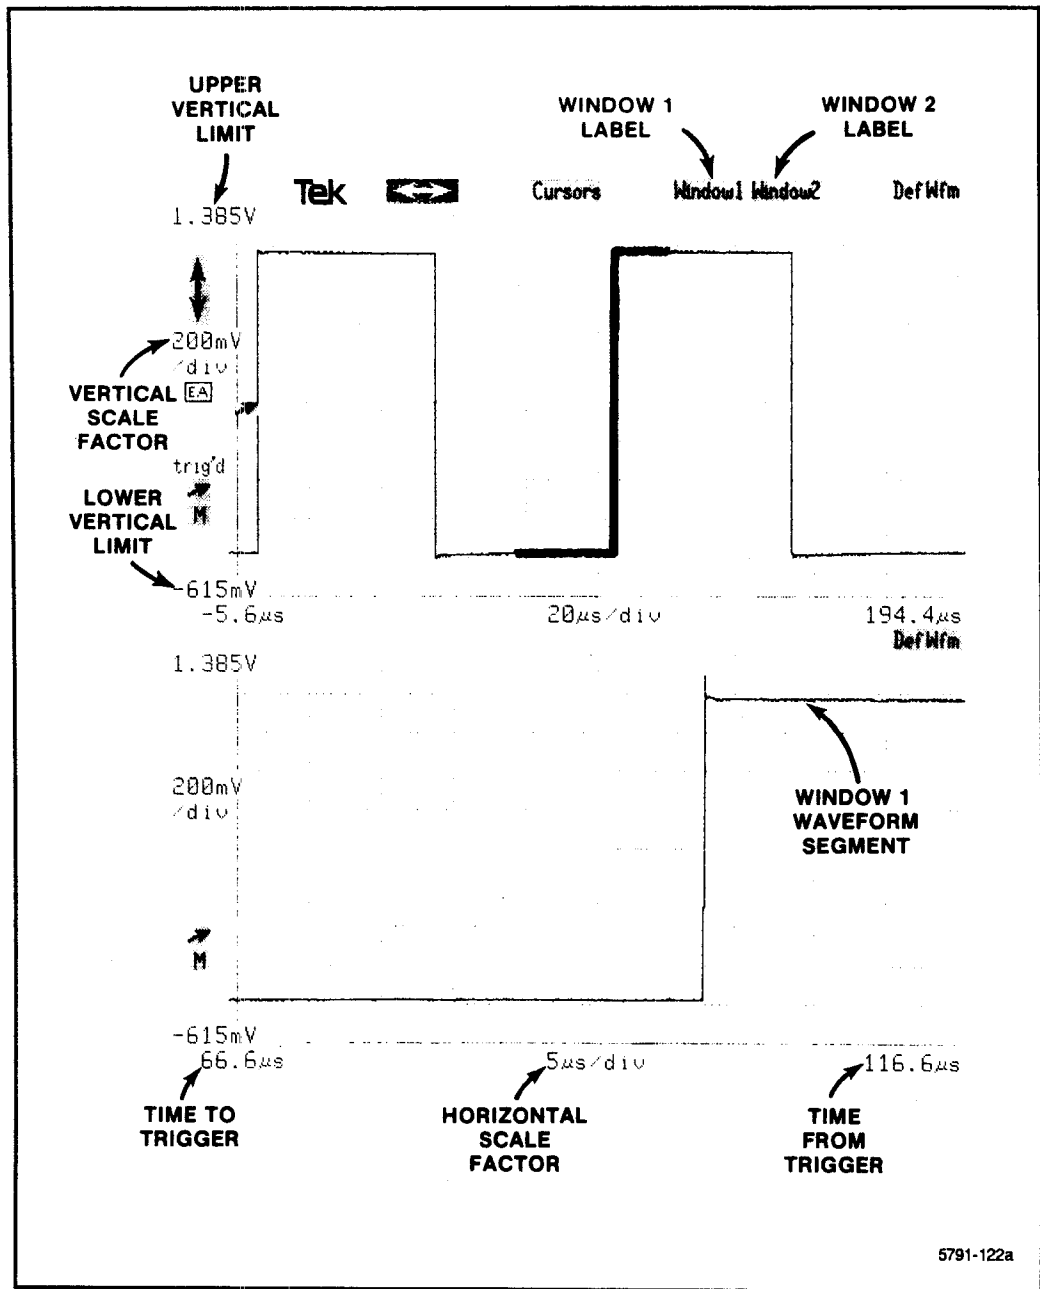 UPPER
VERTICAL
LIMIT
WINDOW 1
LABEL
WINDOW 2
LABEL
Tek
Cursors
Window1 Window2
DefWfm
1.385V
200mV
/div
EA
VERTICAL
SCALE
FACTOR
trig'd
M
LOWER
VERTICAL
LIMIT
-615mV
-5.6µs
20µs/div
194.4µs
DefWfm
1.385V
200mV
/div
WINDOW 1
WAVEFORM
SEGMENT
M
-615mV
66.6µs
5µs/div
116.6µs
TIME TO
TRIGGER
HORIZONTAL
SCALE
FACTOR
TIME
FROM
TRIGGER
5791-122a